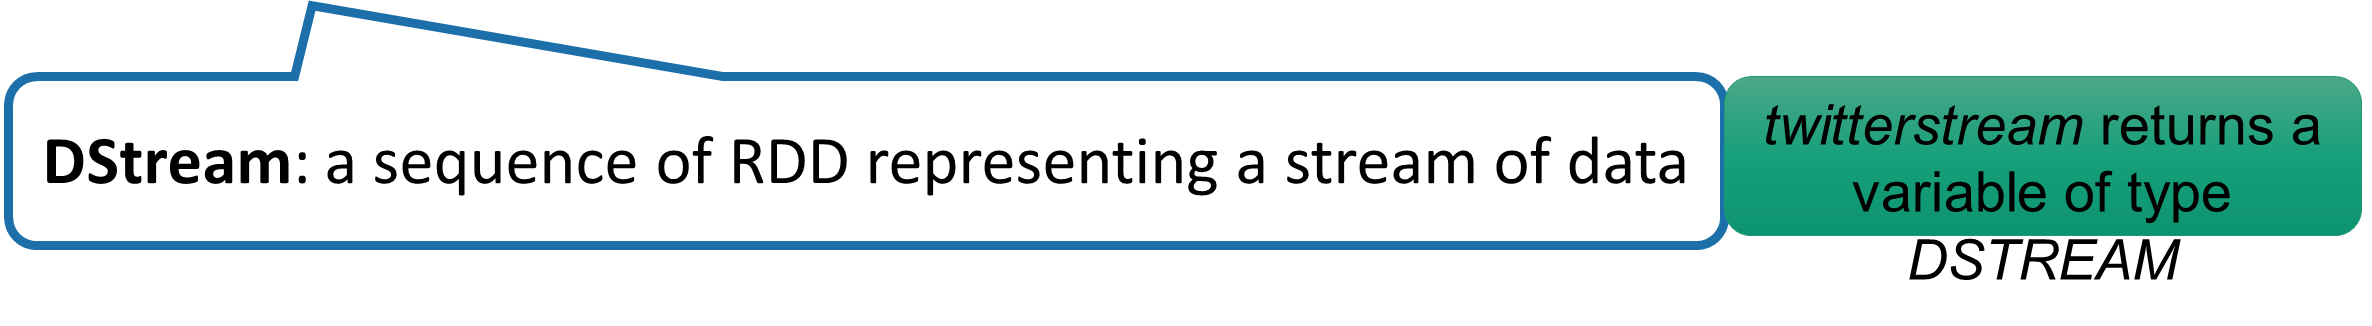 DStream: a sequence of RDD representing a stream of data
twitterstream returns a
variable of type
DSTREAM